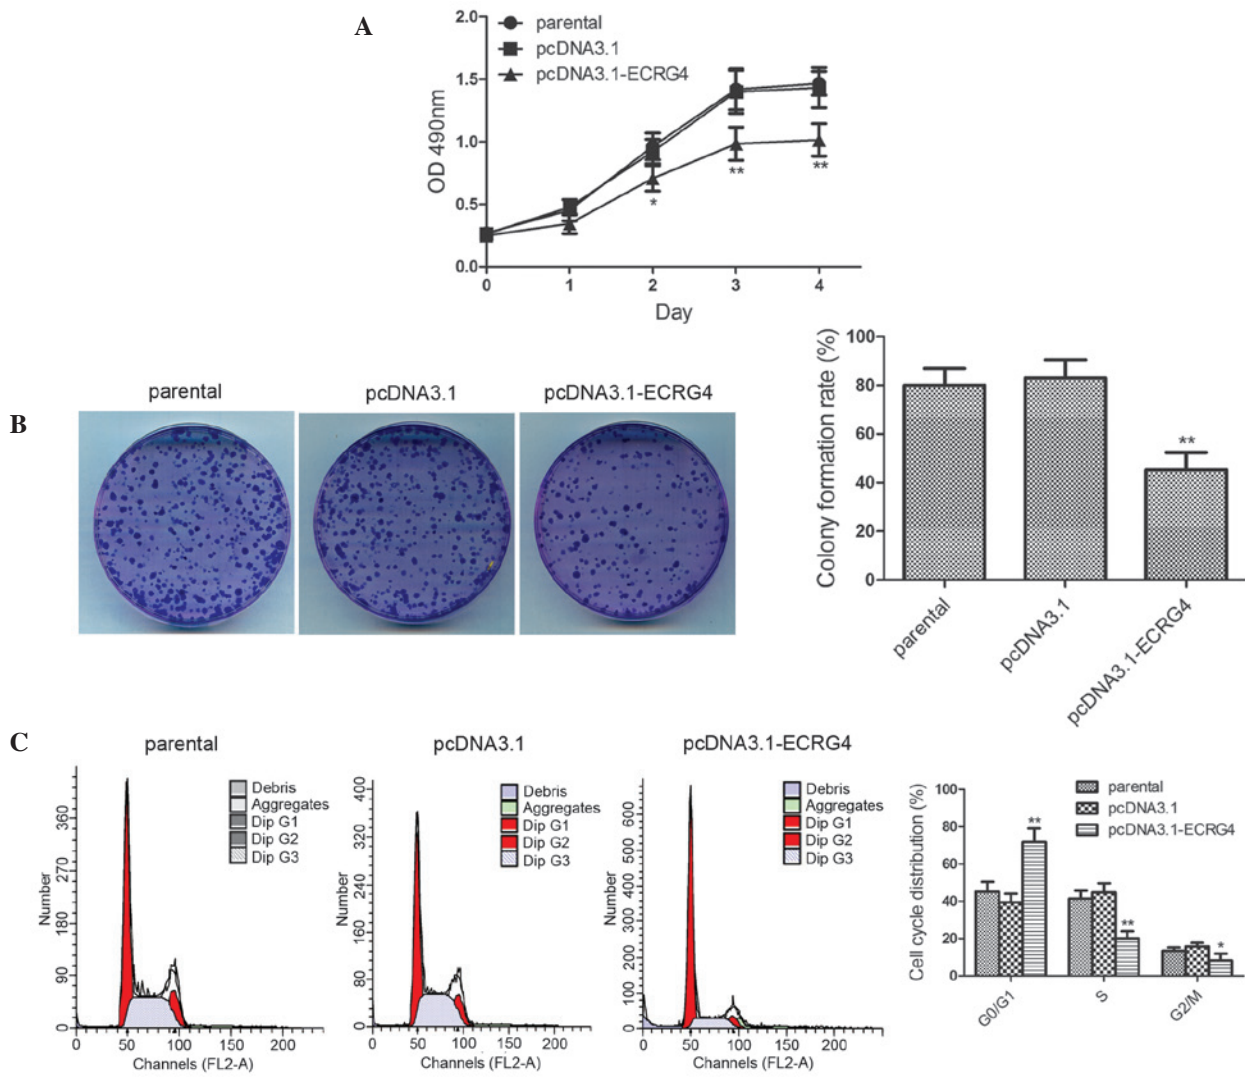 A
2.0
1.5
1.0
0.5
0.0
OD 490nm
parental
pcDNA3.1
pcDNA3.1-ECRG4
*
**
**
0 1 2 3 4
Day
B
parental
pcDNA3.1
pcDNA3.1-ECRG4
100
80
60
40
20
0
Colony formation rate (%)
**
parental
pcDNA3.1
pcDNA3.1-ECRG4
C
parental
Number
360
270
180
90
0
Debris
Aggregates
Dip G1
Dip G2
Dip G3
0 50 100 150 200
Channels (FL2-A)
pcDNA3.1
Number
400
320
240
160
80
0
Debris
Aggregates
Dip G1
Dip G2
Dip G3
0 50 100 150 200
Channels (FL2-A)
pcDNA3.1-ECRG4
Number
600
500
400
300
200
100
0
Debris
Aggregates
Dip G1
Dip G2
Dip G3
0 50 100 150 200
Channels (FL2-A)
100
80
60
40
20
0
Cell cycle distribution (%)
parental
pcDNA3.1
pcDNA3.1-ECRG4
**
**
*
G0/G1
S
G2/M